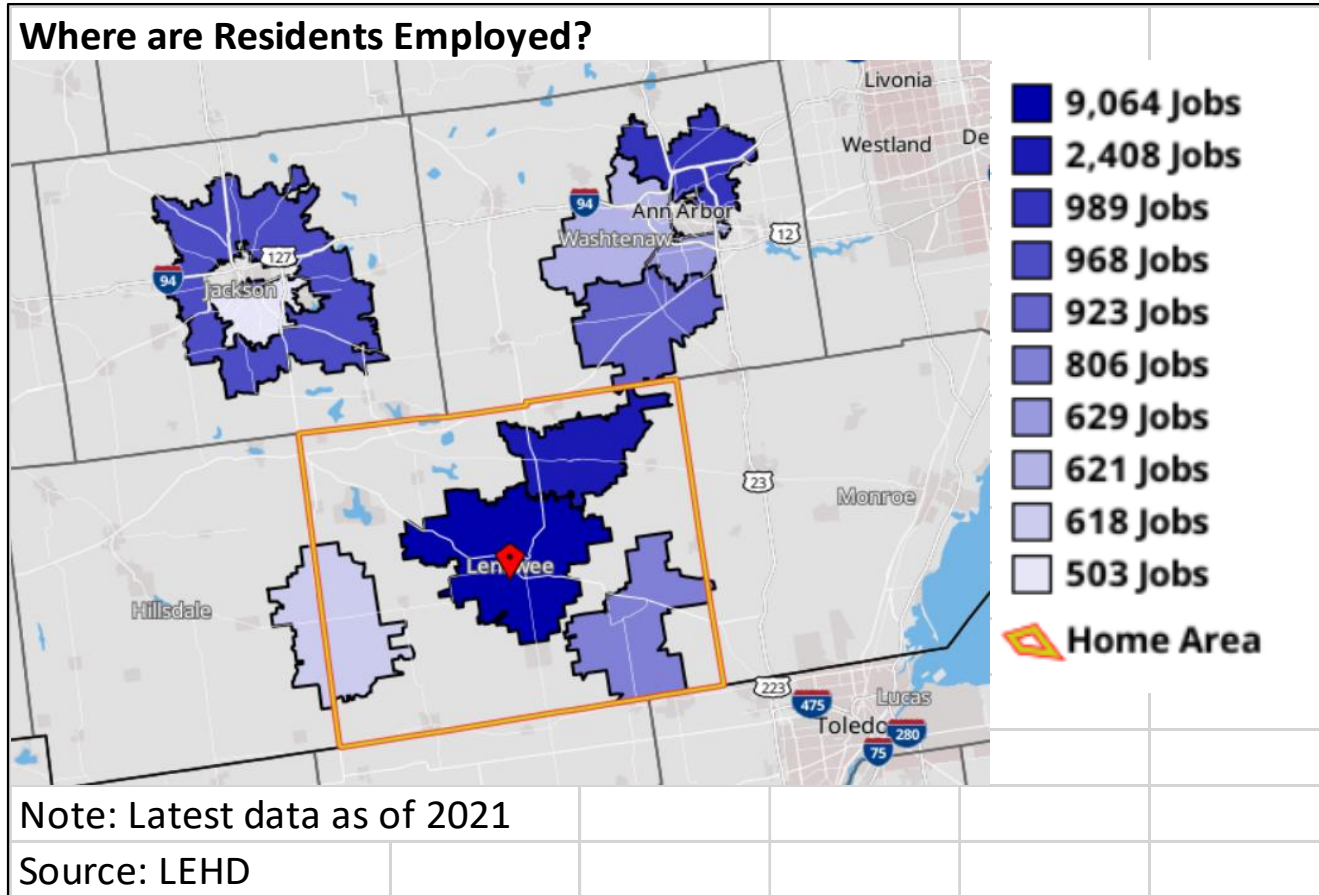 Where are Residents Employed?
Livonia
Westland
De
94
Ann Arbor
Washtenaw
12
127
94
Jackson
9,064 Jobs
2,408 Jobs
989 Jobs
968 Jobs
923 Jobs
806 Jobs
629 Jobs
621 Jobs
618 Jobs
503 Jobs
Home Area
23
Monroe
Lenawee
Hillsdale
223
475
Lucas
Toledo
280
75
Note: Latest data as of 2021
Source: LEHD